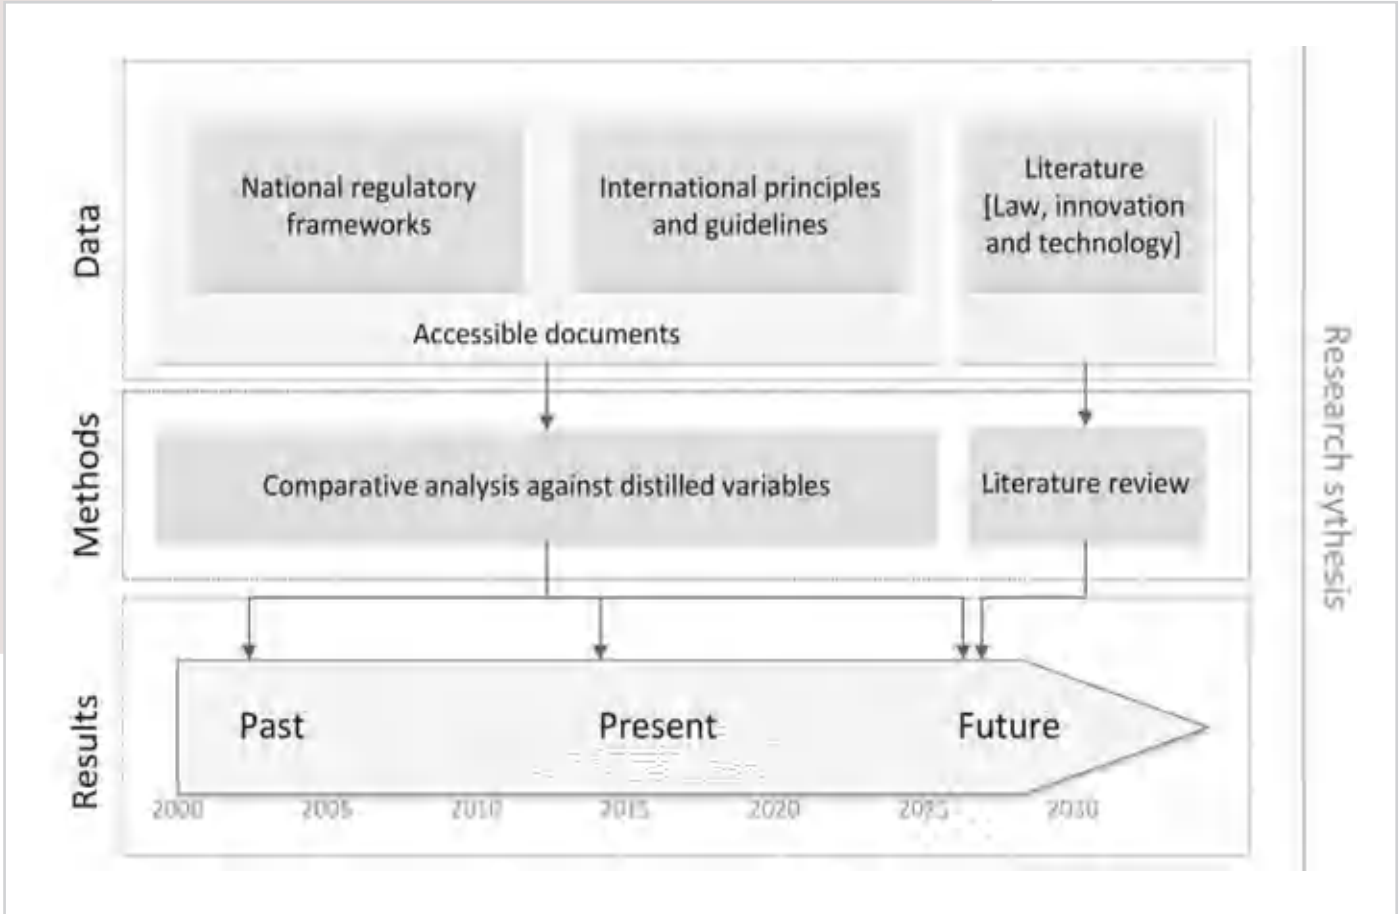 Data
National regulatory
frameworks
International principles
and guidelines
Literature
[Law, innovation
and technology]
Accessible documents
Methods
Comparative analysis against distilled variables
Literature review
Results
Past
Present
Future
2000
2005
2010
2015
2020
2025
2030
Research sythesis